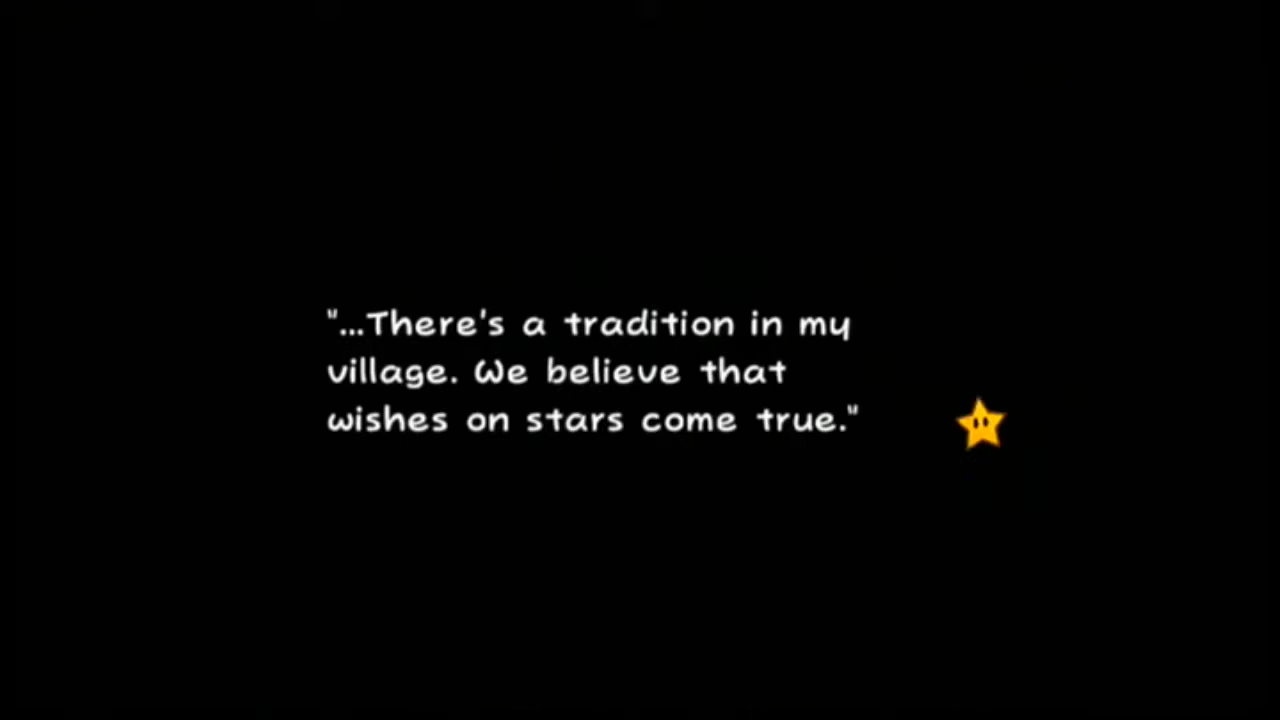 "...There's a tradition in my
village. We believe that
wishes on stars come true."